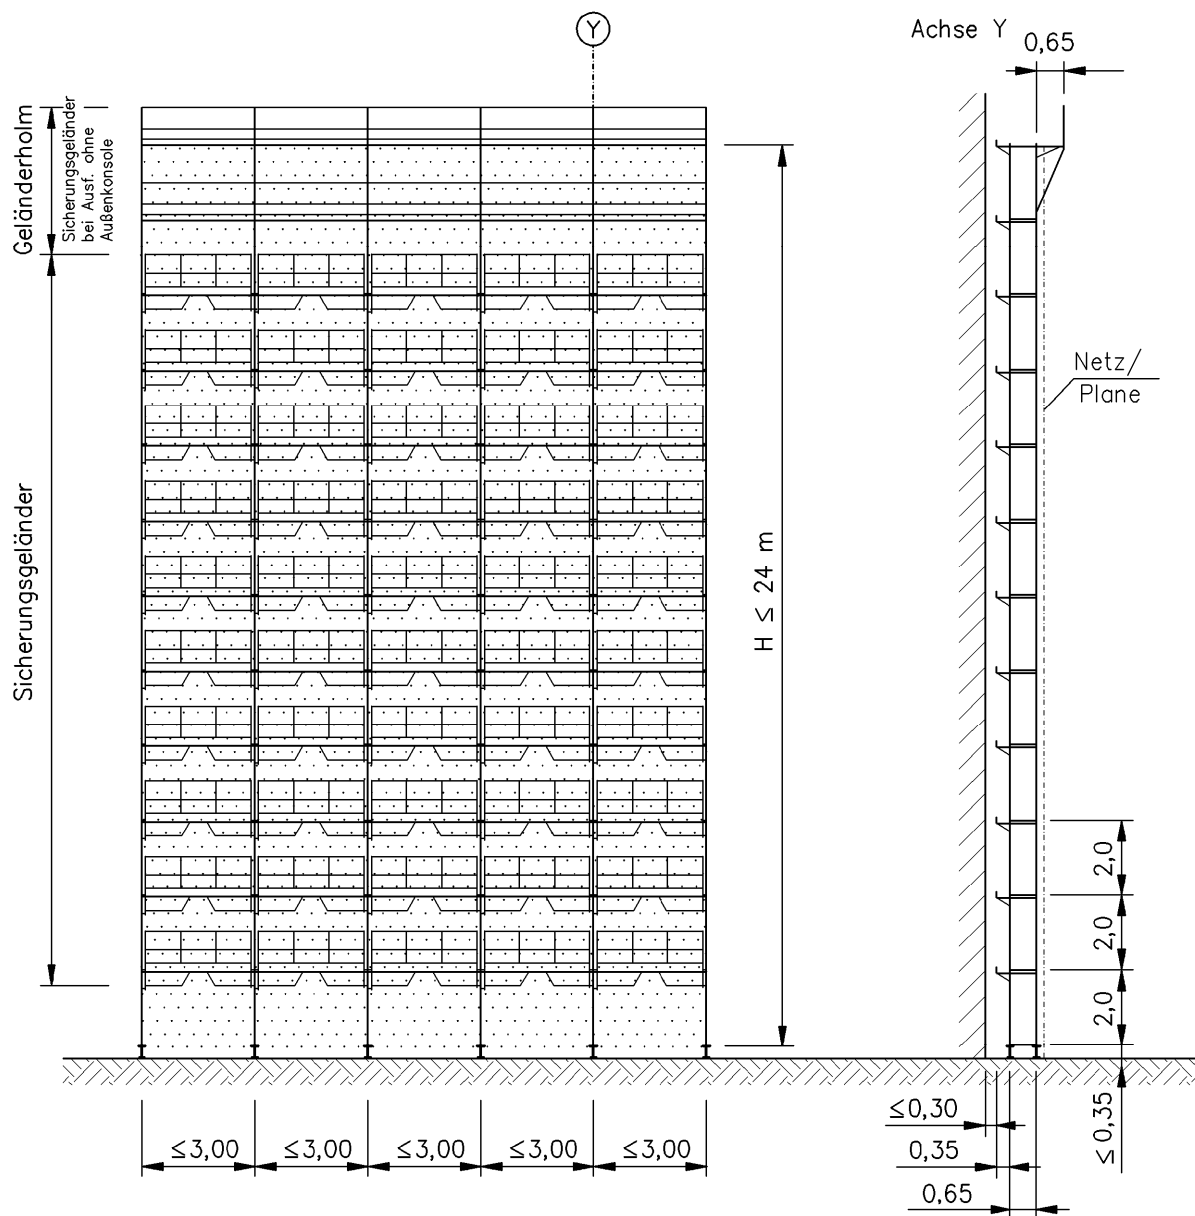 Y
Achse Y
0,65
Geländerholm
Sicherungsgeländer
bei Ausf. ohne
Außenkonsole
Sicherungsgeländer
H ≤ 24 m
Netz/
Plane
2,0
2,0
2,0
≤0,35
≤0,30
0,35
0,65
≤3,00
≤3,00
≤3,00
≤3,00
≤3,00